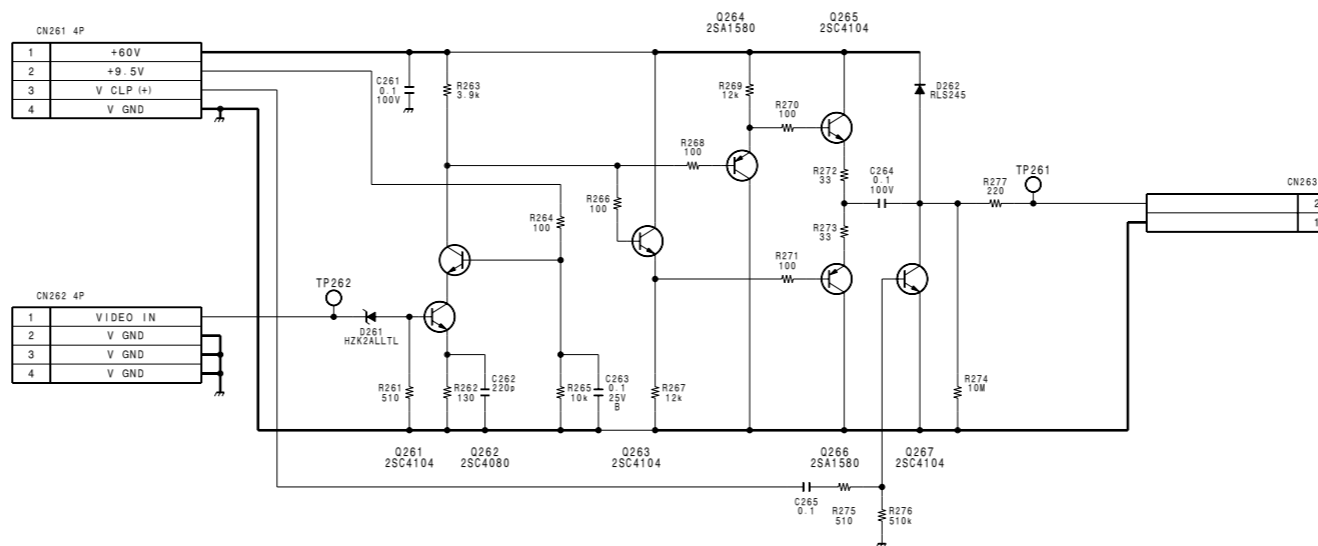 Q264
2SA1580
Q265
2SC4104
CN261 4P
1 +60V
2 +9.5V
3 V CLP (+)
4 V GND
C261
0.1
100V
R263
3.9k
R269
12k
R270
100
D262
RLS245
R268
100
R266
100
R264
100
R272
33
C264
0.1
100V
R273
33
R271
100
R277
220
TP261
CN263
2
1
TP262
CN262 4P
1 VIDEO IN
2 V GND
3 V GND
4 V GND
D261
HZK2ALLTL
R261
510
R262
130
C262
220p
R265
10k
C263
0.1
25V
B
R267
12k
R274
10M
Q261
2SC4104
Q262
2SC4080
Q263
2SC4104
Q266
2SA1580
Q267
2SC4104
C265
0.1
R275
510
R276
510k